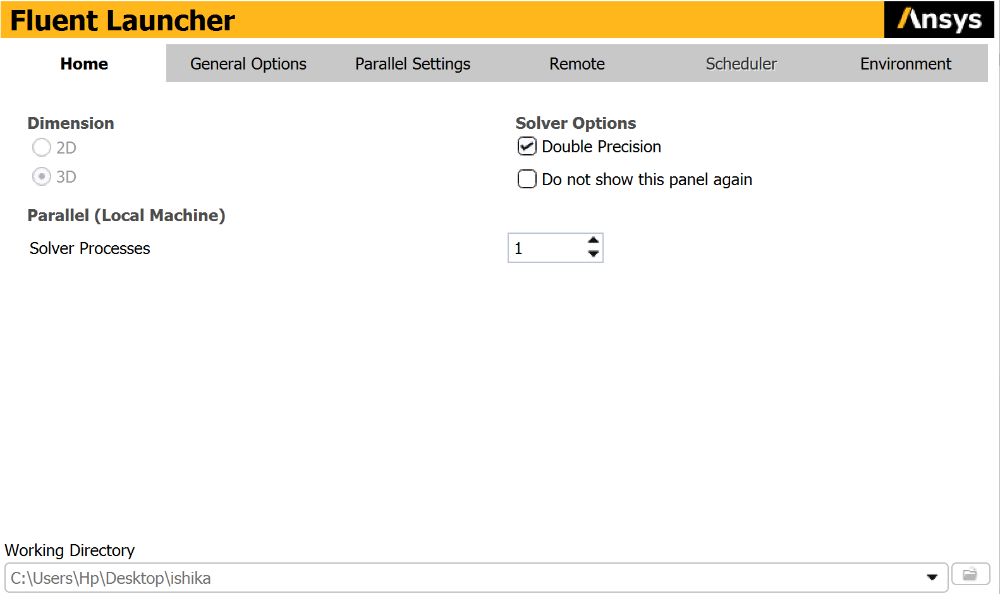 Fluent Launcher
Ansys
Home General Options Parallel Settings Remote Scheduler Environment
Dimension
2D
3D
Solver Options
Double Precision
Do not show this panel again
Parallel (Local Machine)
Solver Processes 1
Working Directory
C:\Users\Hp\Desktop\ishika